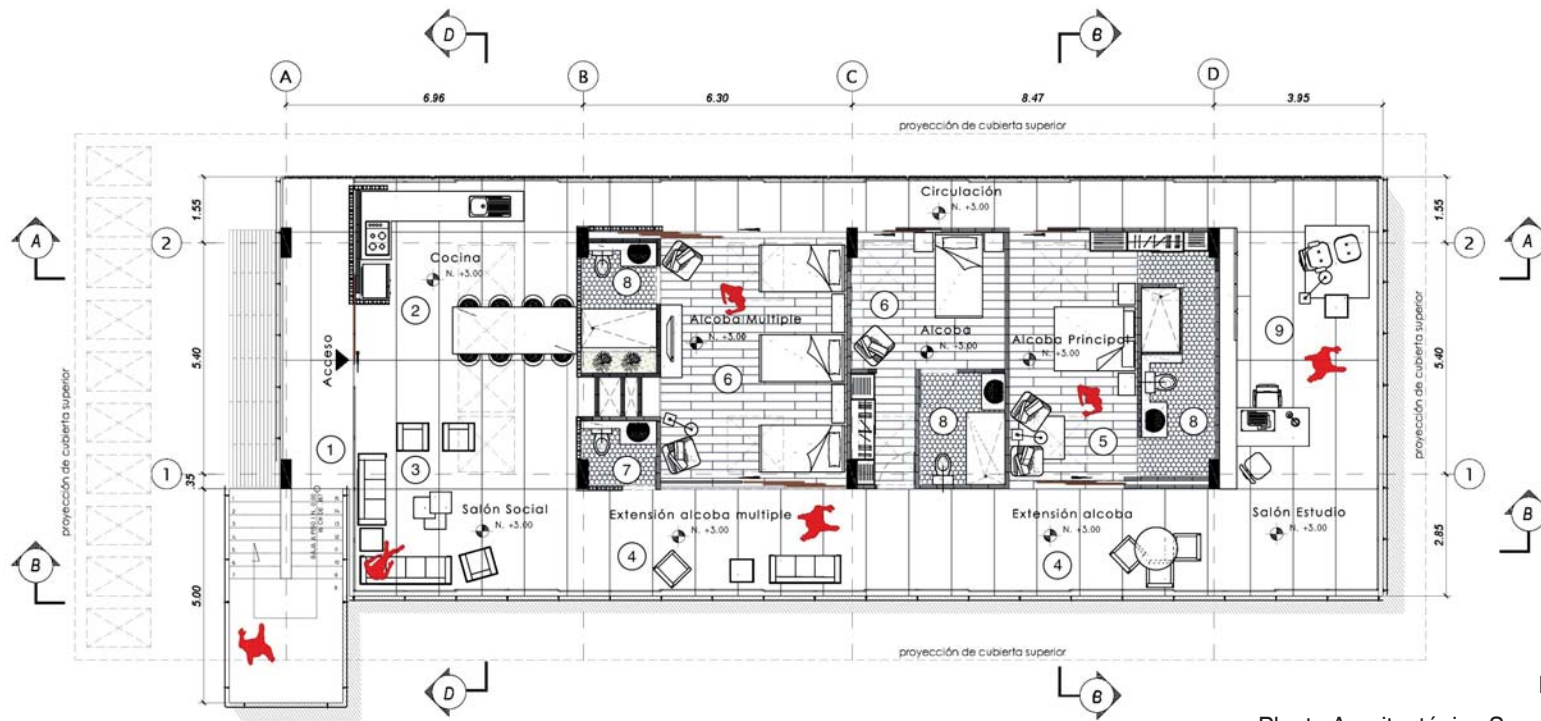 D B
A B C D
6.96 6.30 8.47 3.95
proyección de cubierta superior
Circulación
N. +3.00
1.55 1.55
A 2 2 A
Cocina
N. +3.00
2 8 6 9
Alcoba Multiple
N. +3.00
Alcoba
N. +3.00
Alcoba Principal
N. +3.00
Acceso
5.40 5.40
6 8 5 8
proyección de cubierta superior
proyección de cubierta superior
1 3 7
1 1
.35
Salón Social
N. +3.00
Extensión alcoba multiple
N. +3.00
Extensión alcoba
N. +3.00
Salón Estudio
N. +3.00
B B
4 4
5.00 2.85
proyección de cubierta superior
D B